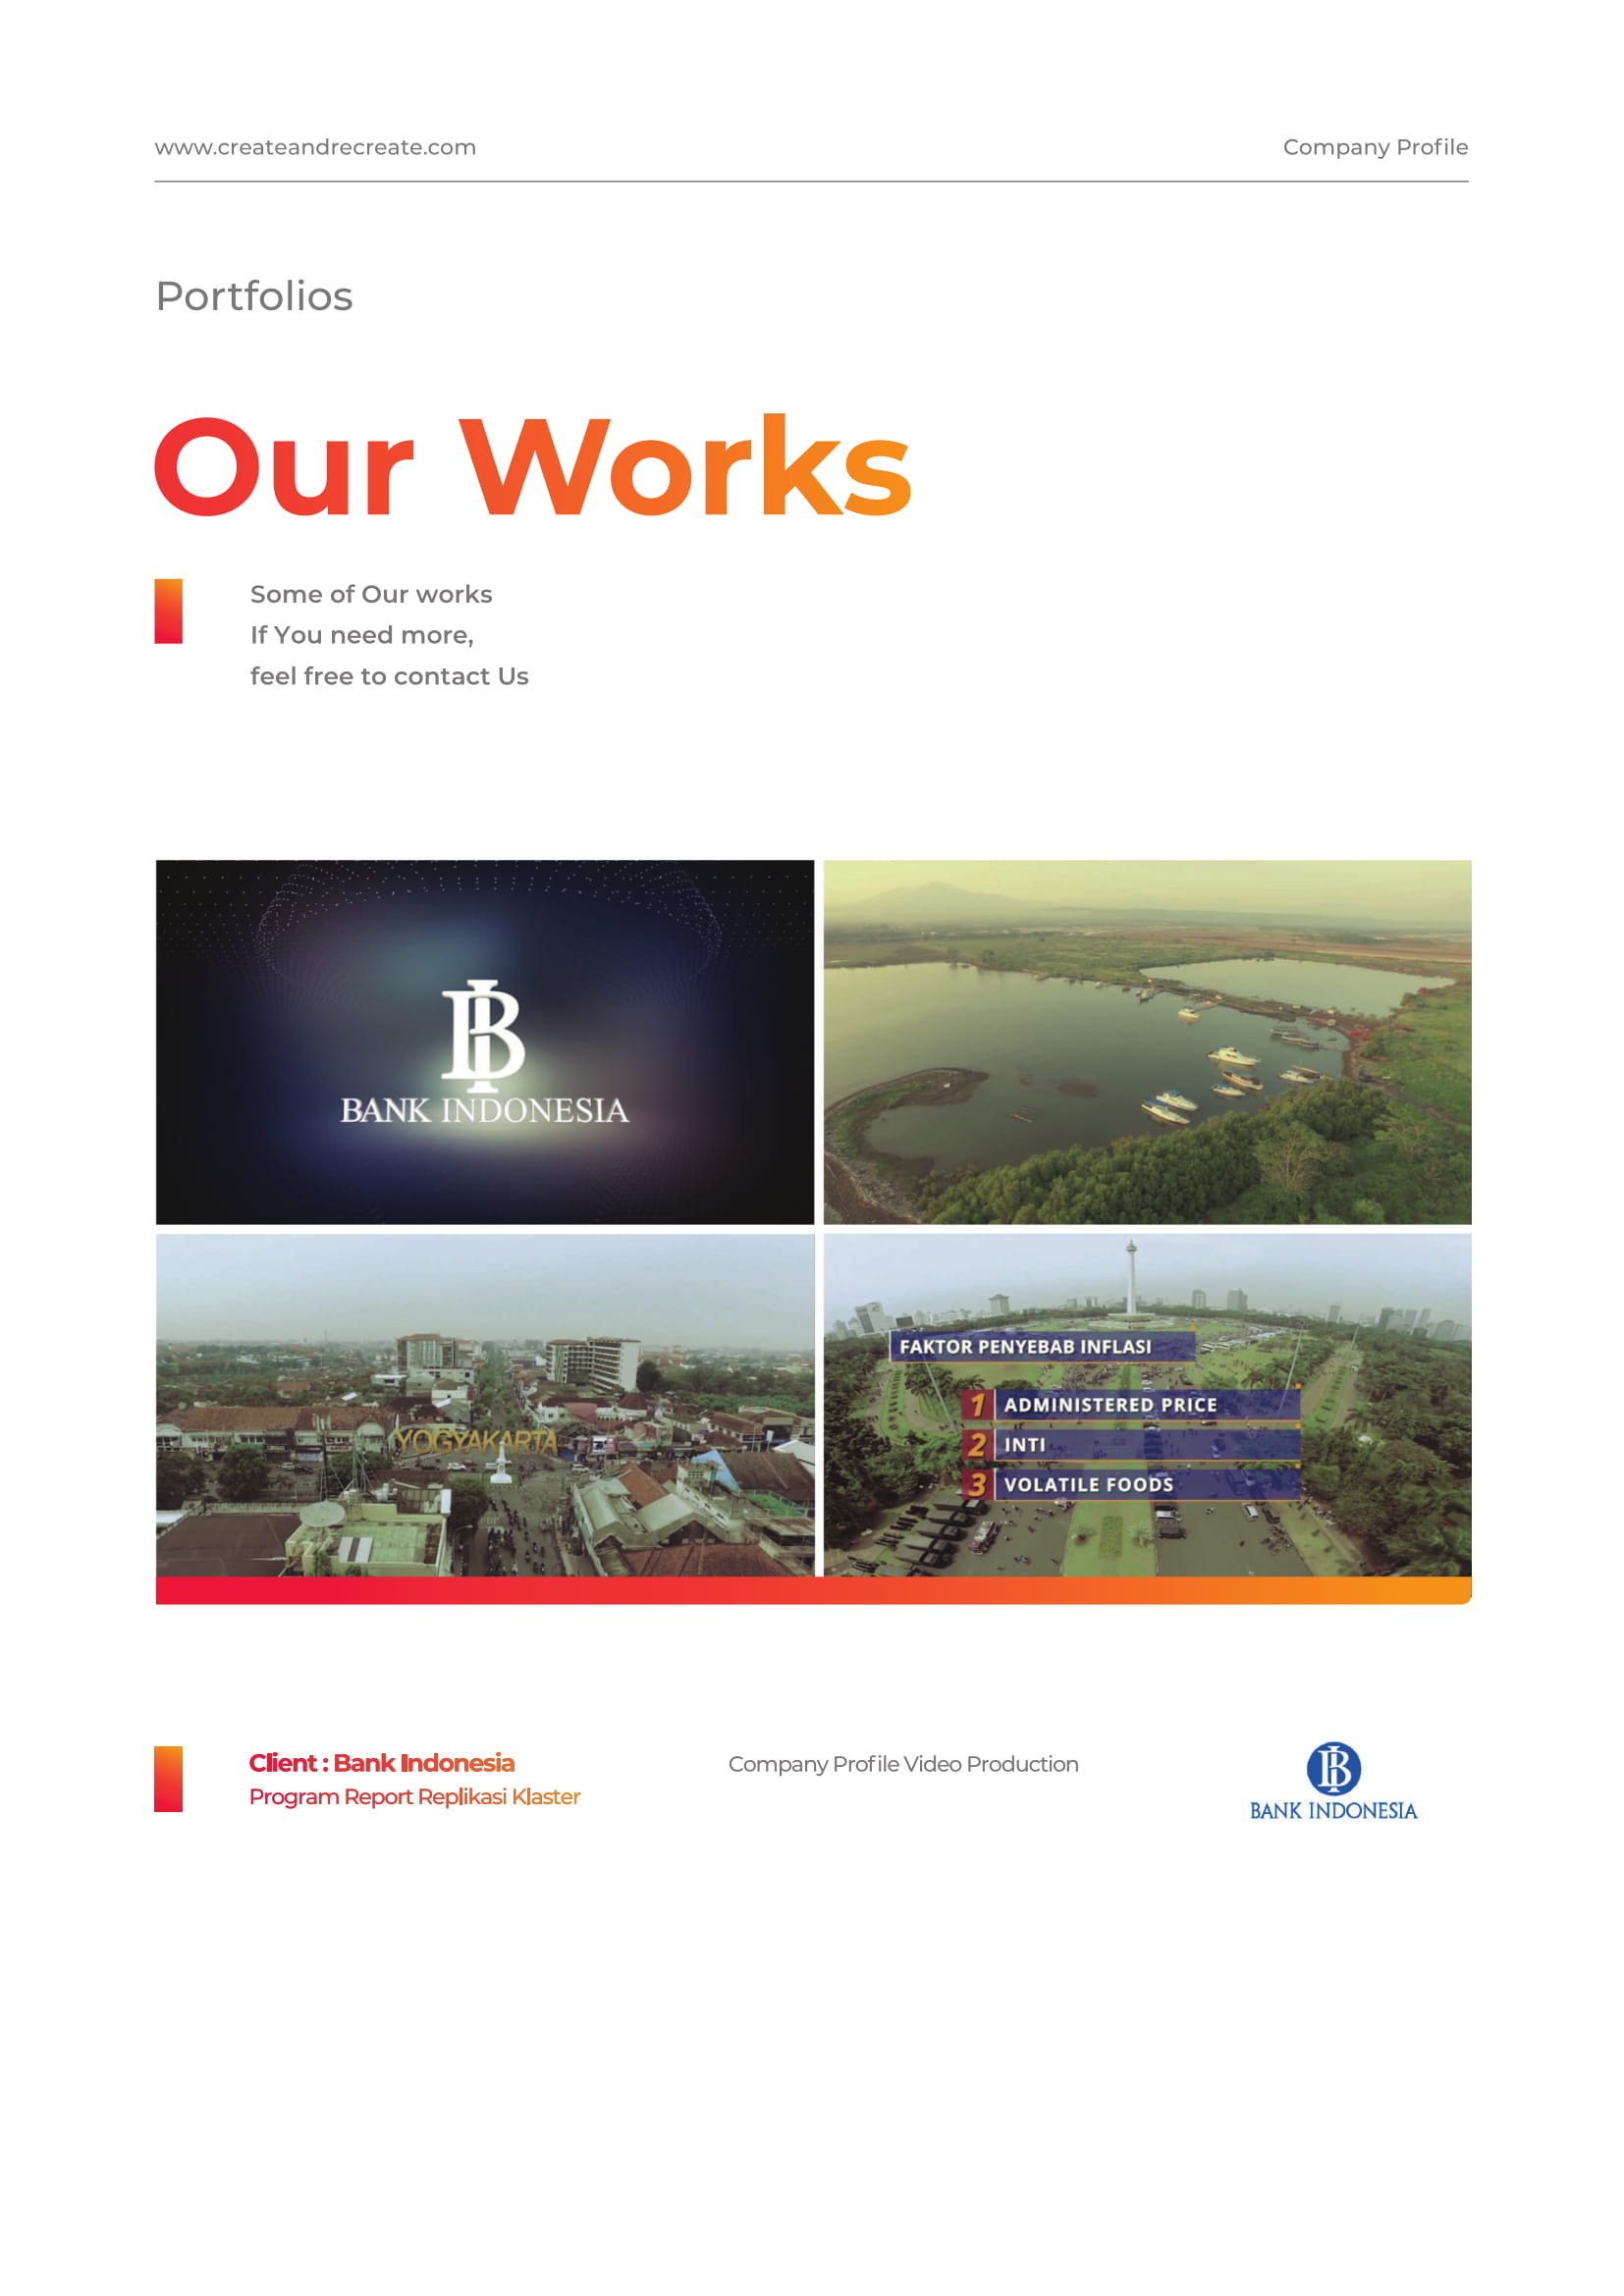 www.createandrecreate.com
Company Profile
Portfolios
Our Works
Some of Our works
If You need more,
feel free to contact Us
BI
BANK INDONESIA
YOGYAKARTA
FAKTOR PENYEBAB INFLASI
1 ADMINISTERED PRICE
2 INTI
3 VOLATILE FOODS
Client : Bank Indonesia
Program Report Replikasi Klaster
Company Profile Video Production
BI
BANK INDONESIA